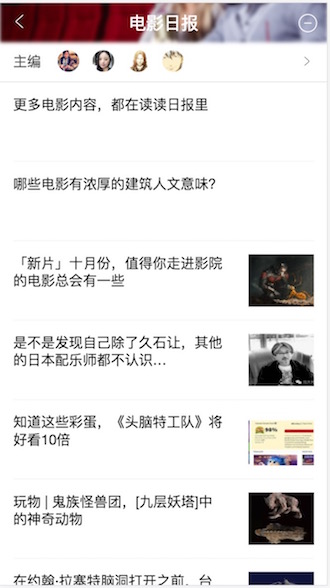 电影日报
主编
更多电影内容，都在读读日报里
哪些电影有浓厚的建筑人文意味?
「新片」十月份，值得你走进影院
的电影总会有一些
是不是发现自己除了久石让，其他
的日本配乐师都不认识…
知道这些彩蛋，《头脑特工队》将
好看10倍
98%
玩物 | 鬼族怪兽团，[九层妖塔]中
的神奇动物
在约翰·拉塞特脑洞打开之前，台